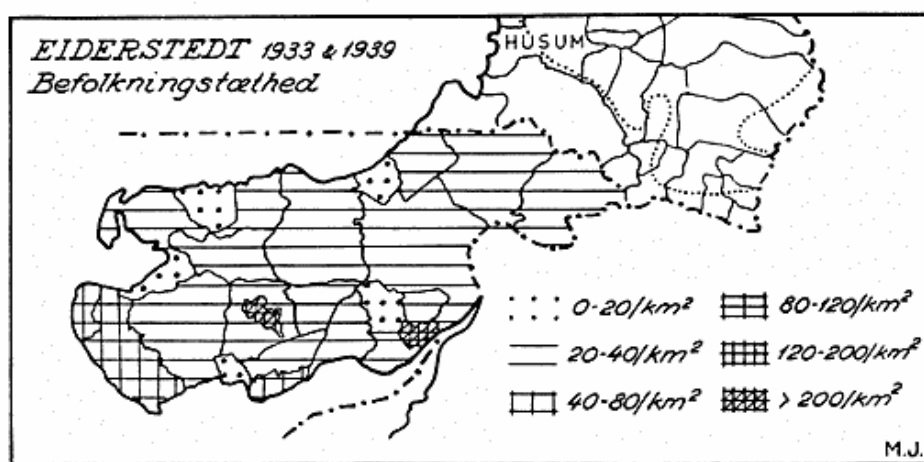 EIDERSTEDT 1933 & 1939
Befolkningstæthed
HUSUM
0-20/km²
20-40/km²
40-80/km²
80-120/km²
120-200/km²
> 200/km²
M.J.